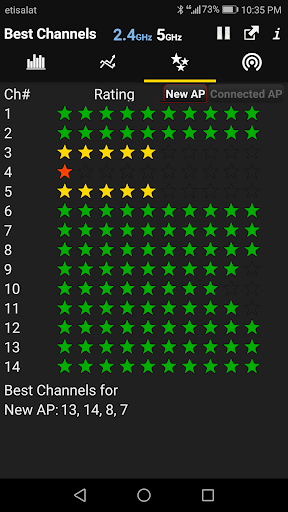 etisalat 4G 73% 10:35 PM
Best Channels 2.4GHz 5GHz i
Ch# Rating New AP Connected AP
1
2
3
4
5
6
7
8
9
10
11
12
13
14
Best Channels for
New AP: 13, 14, 8, 7